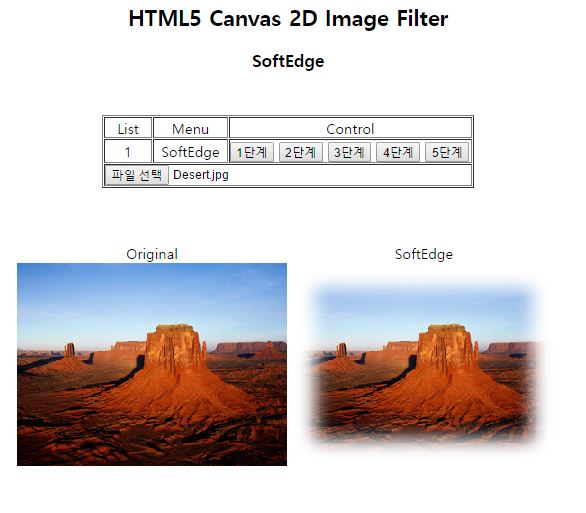 HTML5 Canvas 2D Image Filter
SoftEdge
List Menu Control
1 SoftEdge 1단계 2단계 3단계 4단계 5단계
파일 선택 Desert.jpg
Original SoftEdge